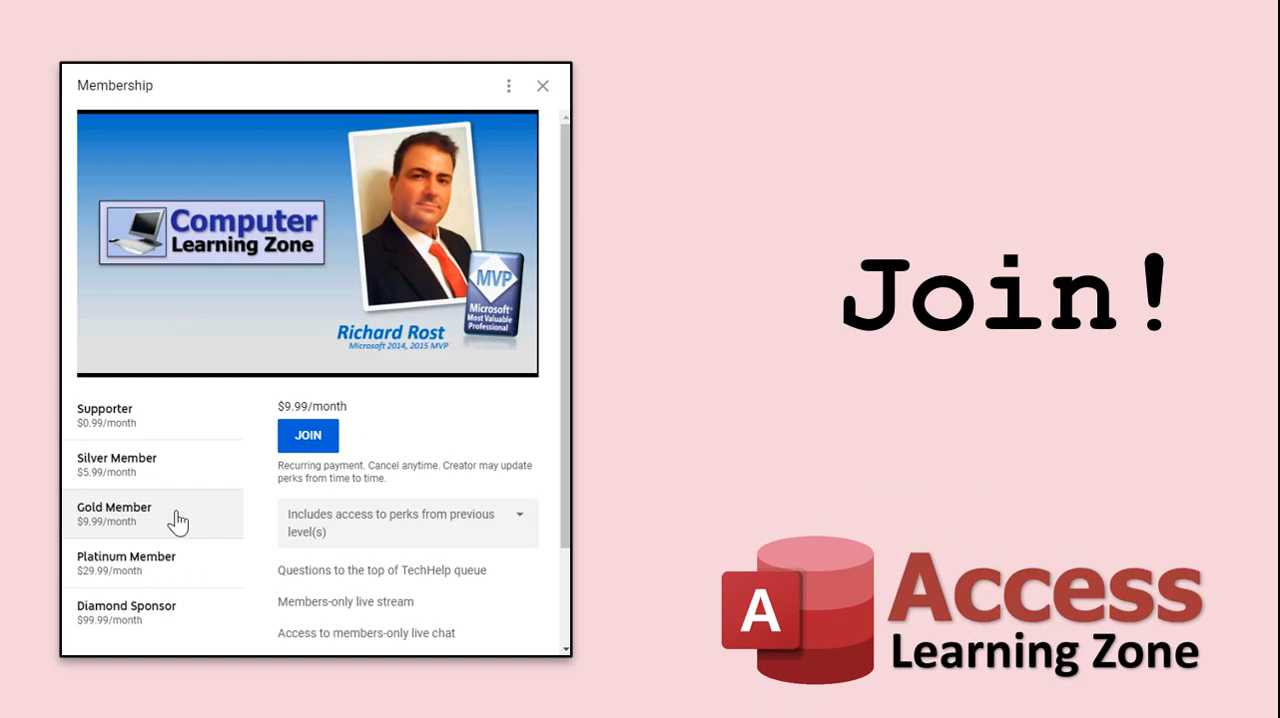 Membership
Computer
Learning Zone
MVP
Microsoft®
Most Valuable
Professional
Richard Rost
Microsoft 2014, 2015 MVP
Supporter
$0.99/month
Silver Member
$5.99/month
Gold Member
$9.99/month
Platinum Member
$29.99/month
Diamond Sponsor
$99.99/month
$9.99/month
JOIN
Recurring payment. Cancel anytime. Creator may update
perks from time to time.
Includes access to perks from previous
level(s)
Questions to the top of TechHelp queue
Members-only live stream
Access to members-only live chat
Join!
A
Access
Learning Zone